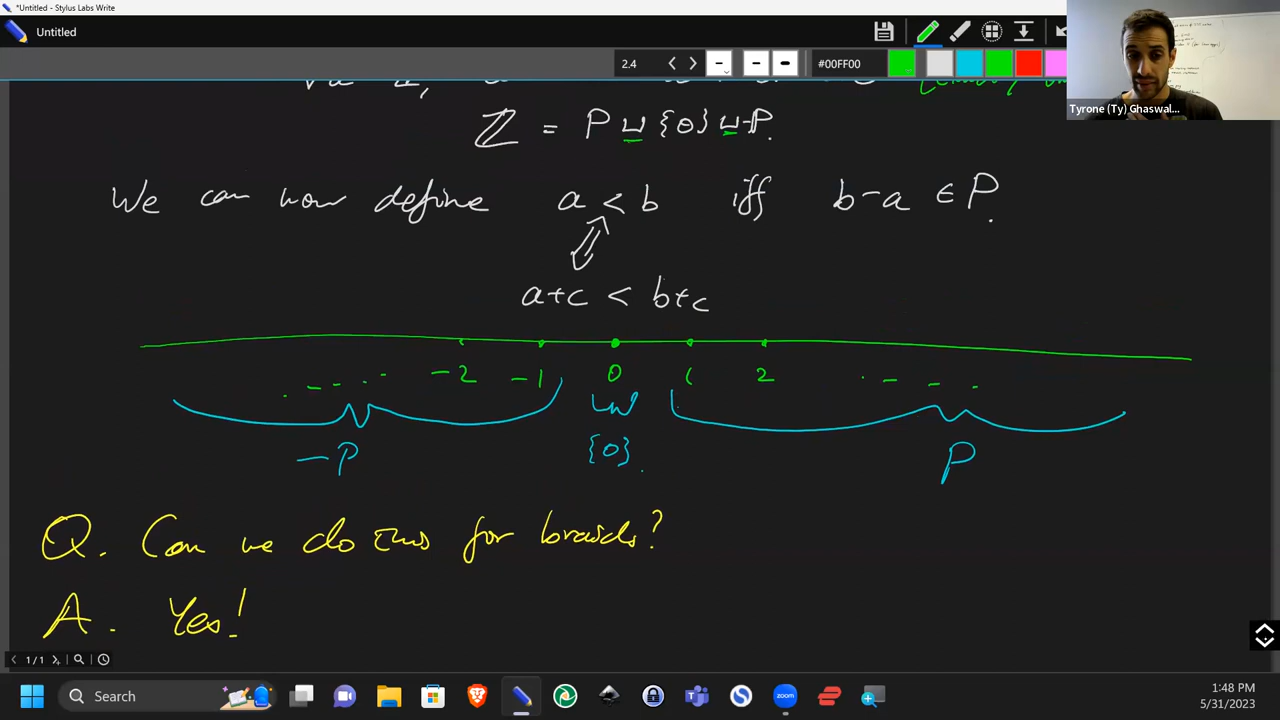 *Untitled - Stylus Labs Write
Untitled
2.4
#00FF00
Tyrone (Ty) Ghaswal...
ℤ = P ⊔ {0} ⊔ -P.
We can now define a < b iff b-a ∈ P.
a+c < b+c
-2 -1 0 1 2
{0}.
-P P
Q. Can we do this for braids?
A. Yes!
1/1
Search
1:48 PM
5/31/2023